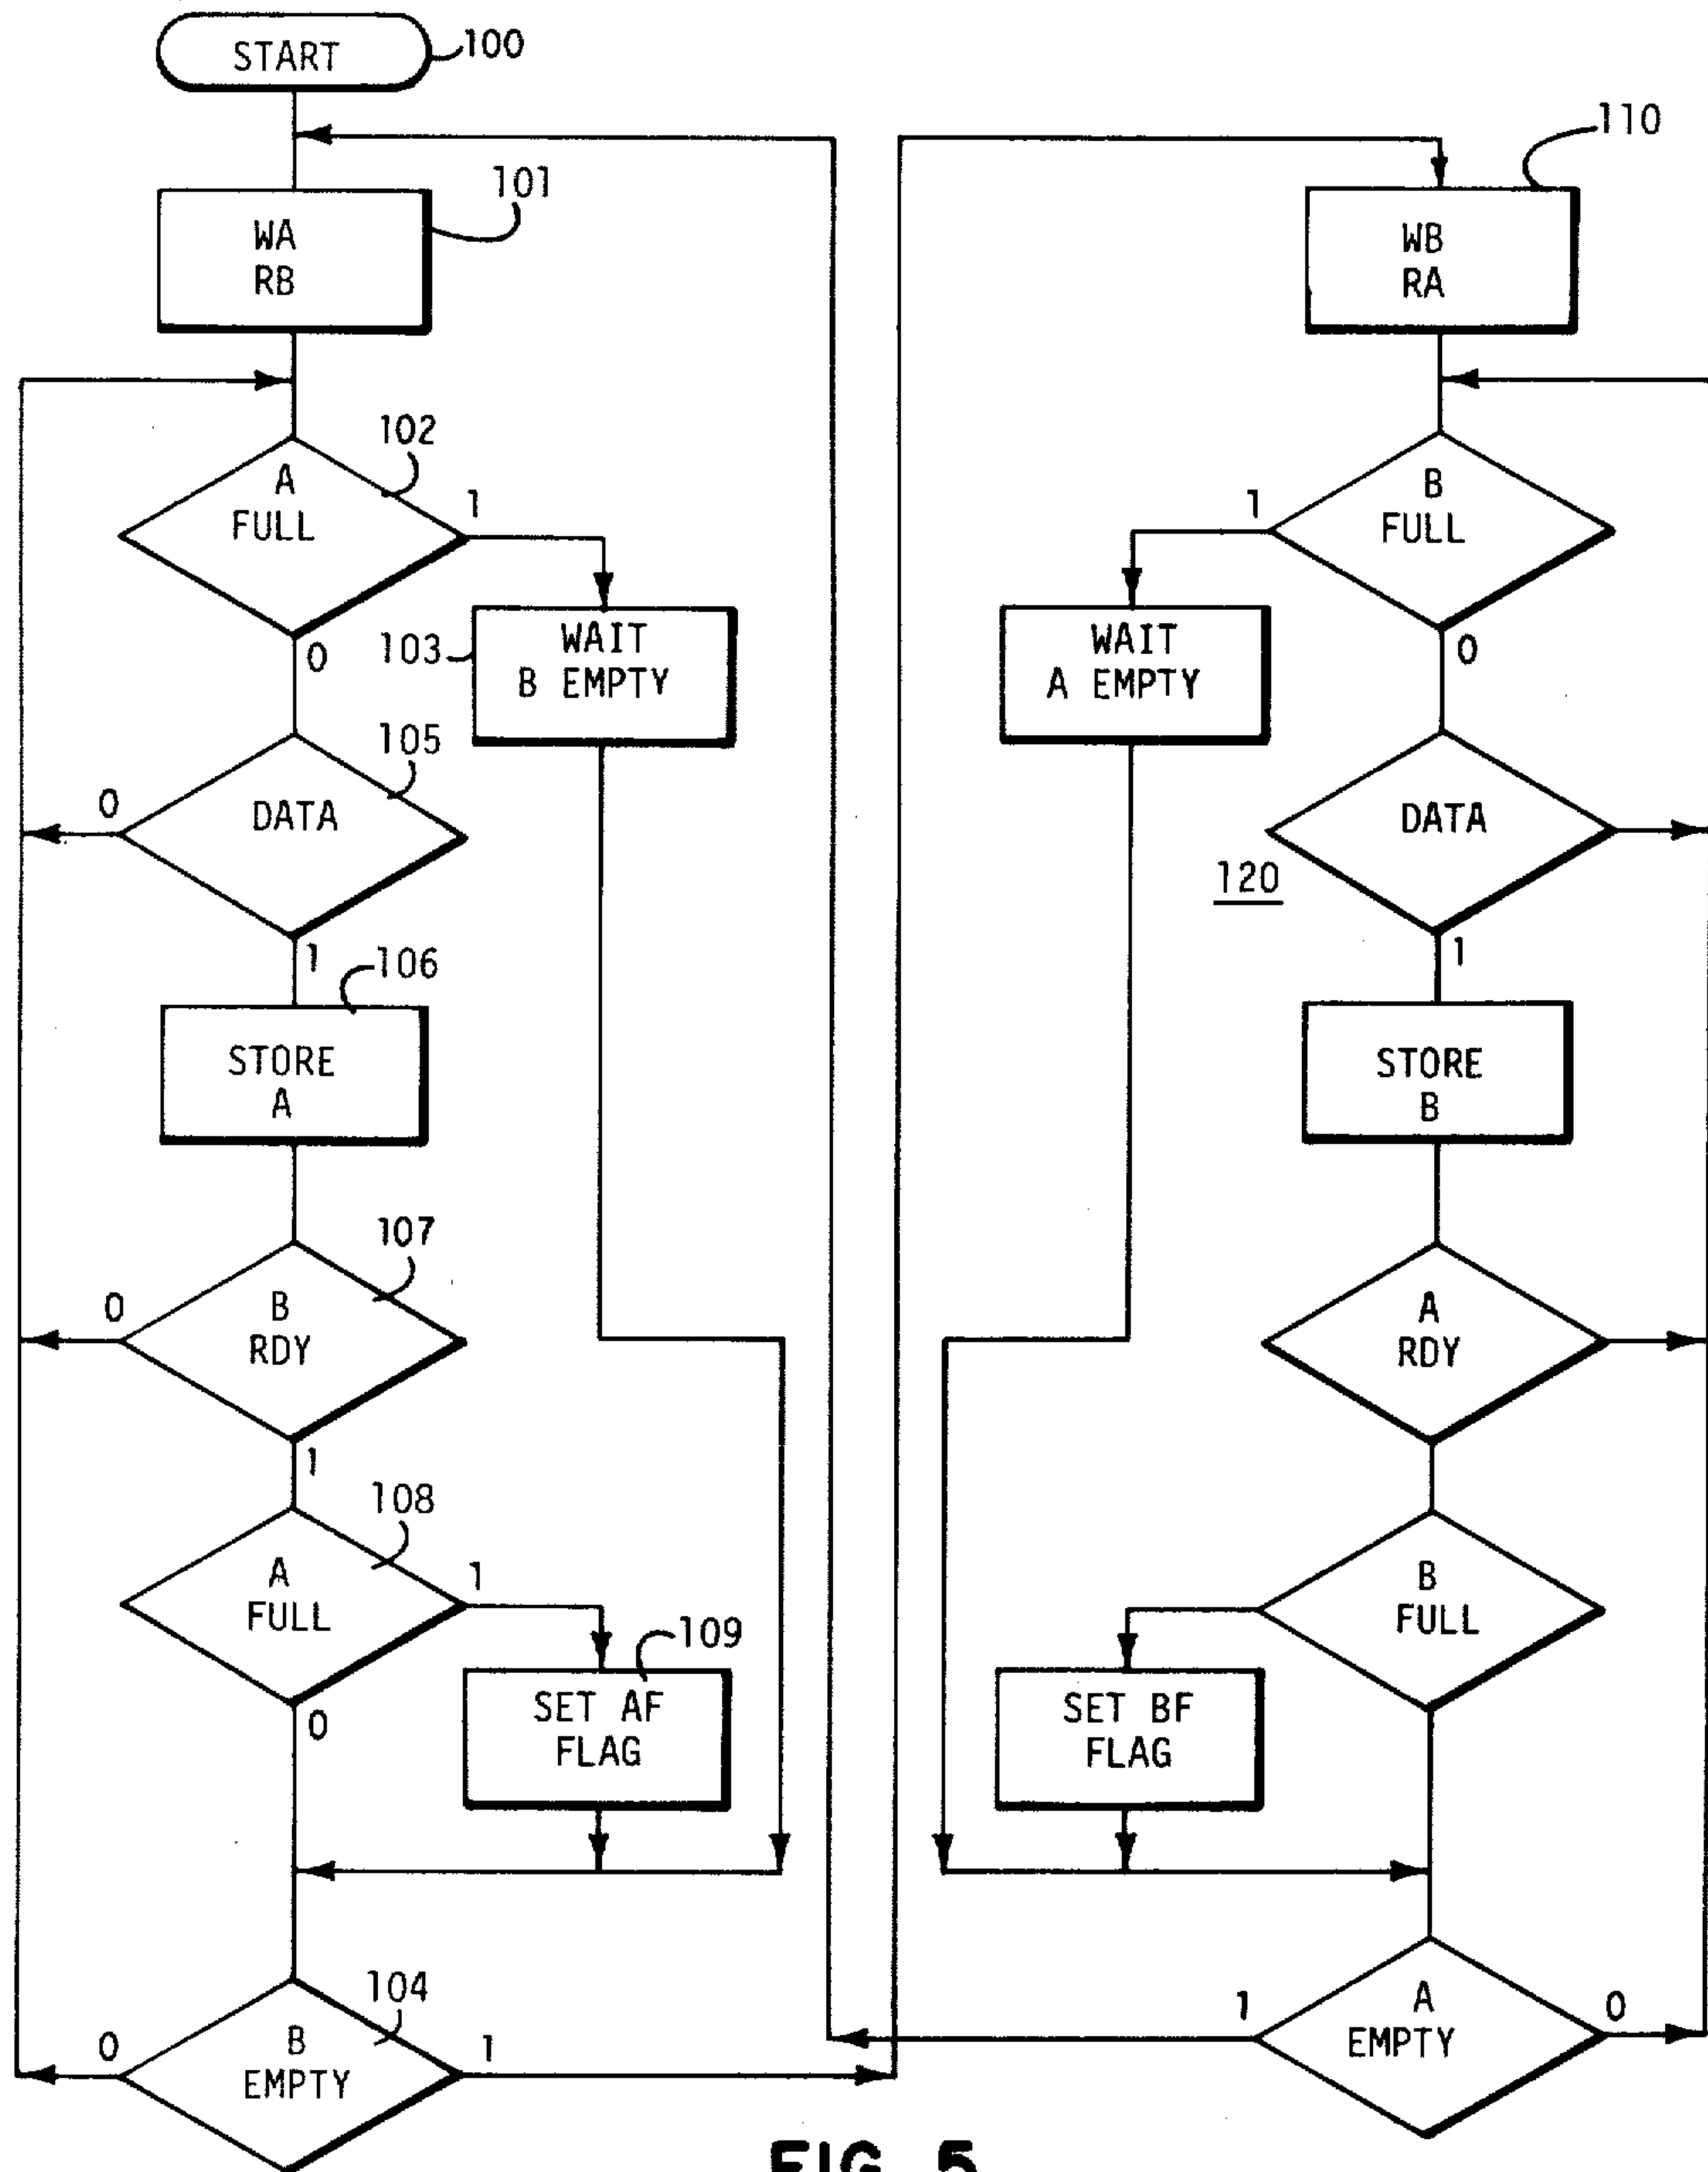 START
100
WA
RB
101
A
FULL
102
1
0
WAIT
B EMPTY
103
DATA
105
0
1
STORE
A
106
B
RDY
107
0
1
A
FULL
108
1
0
SET AF
FLAG
109
B
EMPTY
104
0
1
WB
RA
110
B
FULL
1
0
WAIT
A EMPTY
DATA
120
1
STORE
B
A
RDY
B
FULL
SET BF
FLAG
A
EMPTY
1
0
FIG 5